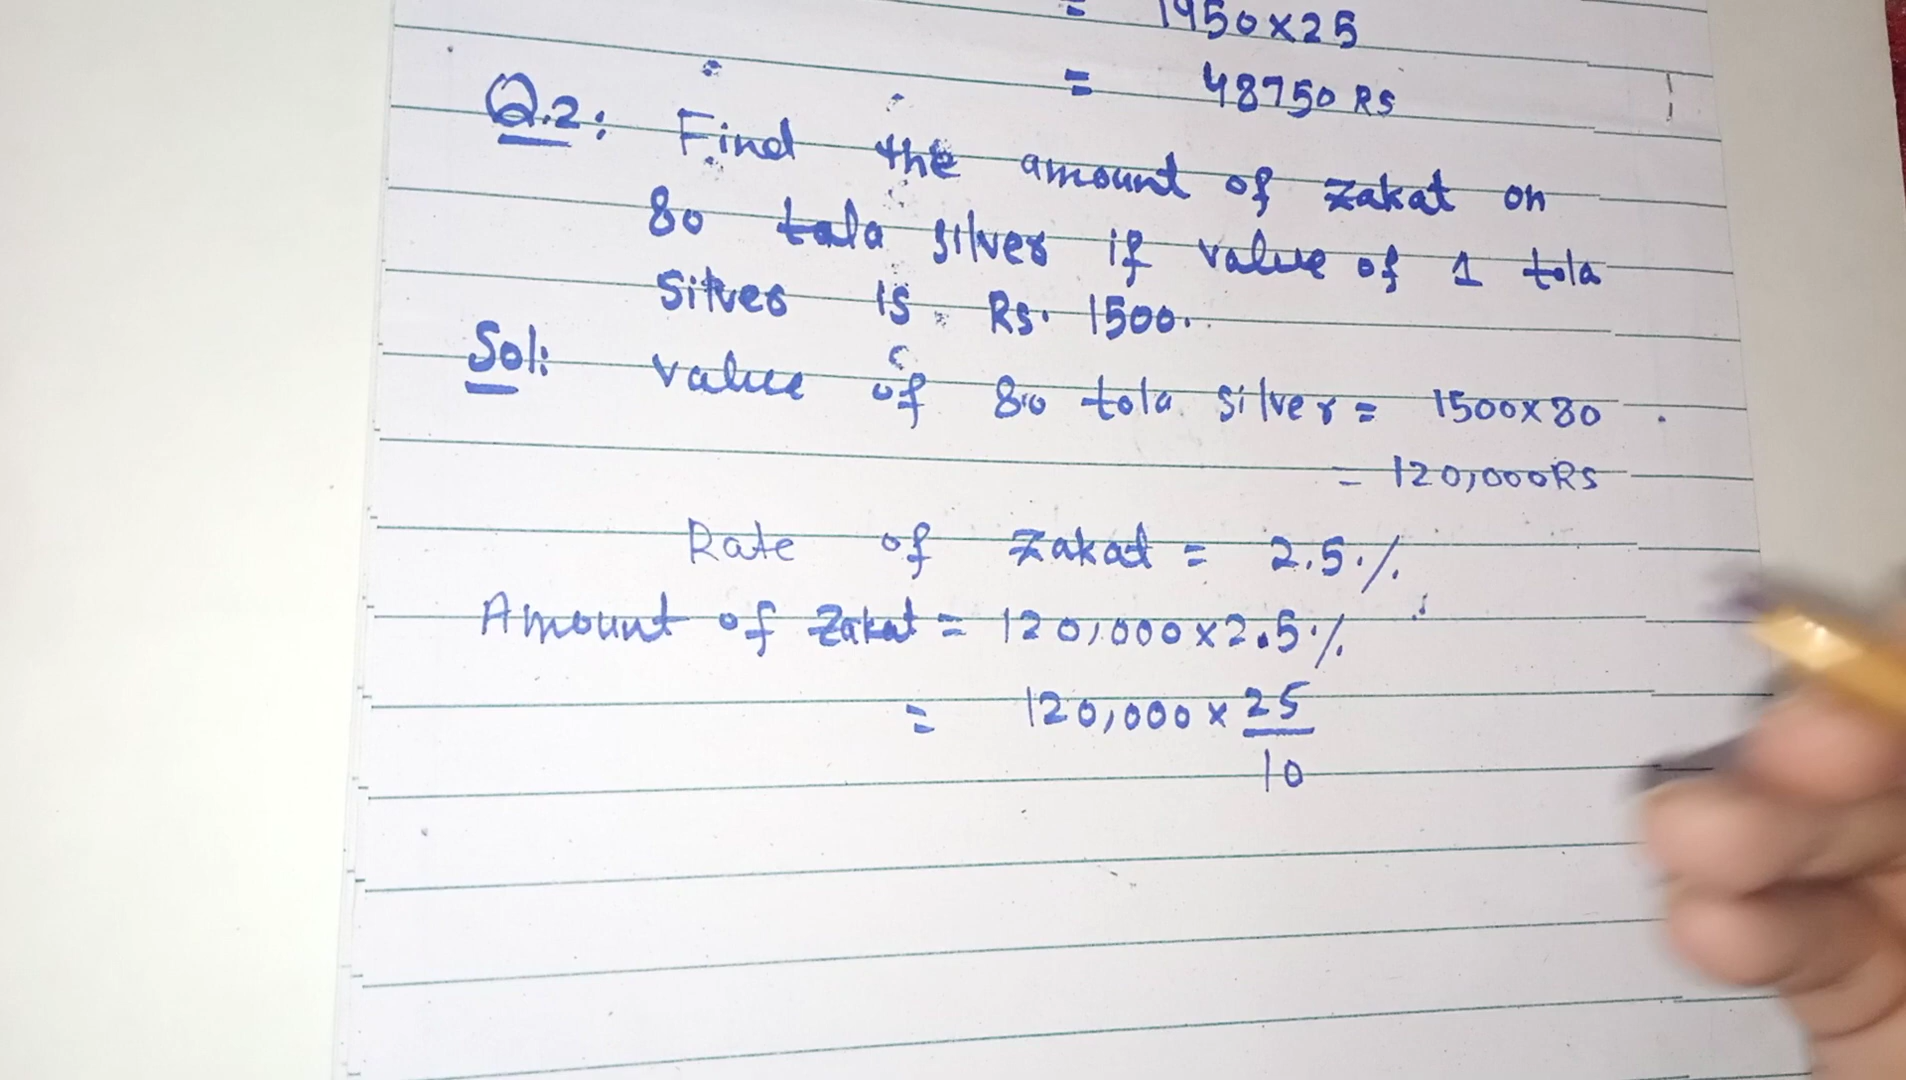 = 1950×25
= 48750 RS
Q.2: Find the amount of zakat on
80 tola silver if value of 1 tola
silver is Rs. 1500.
Sol: value of 80 tola silver = 1500×80
= 120,000RS
Rate of zakat = 2.5%
Amount of zakat = 120,000×2.5%
= 120,000 × 25
10